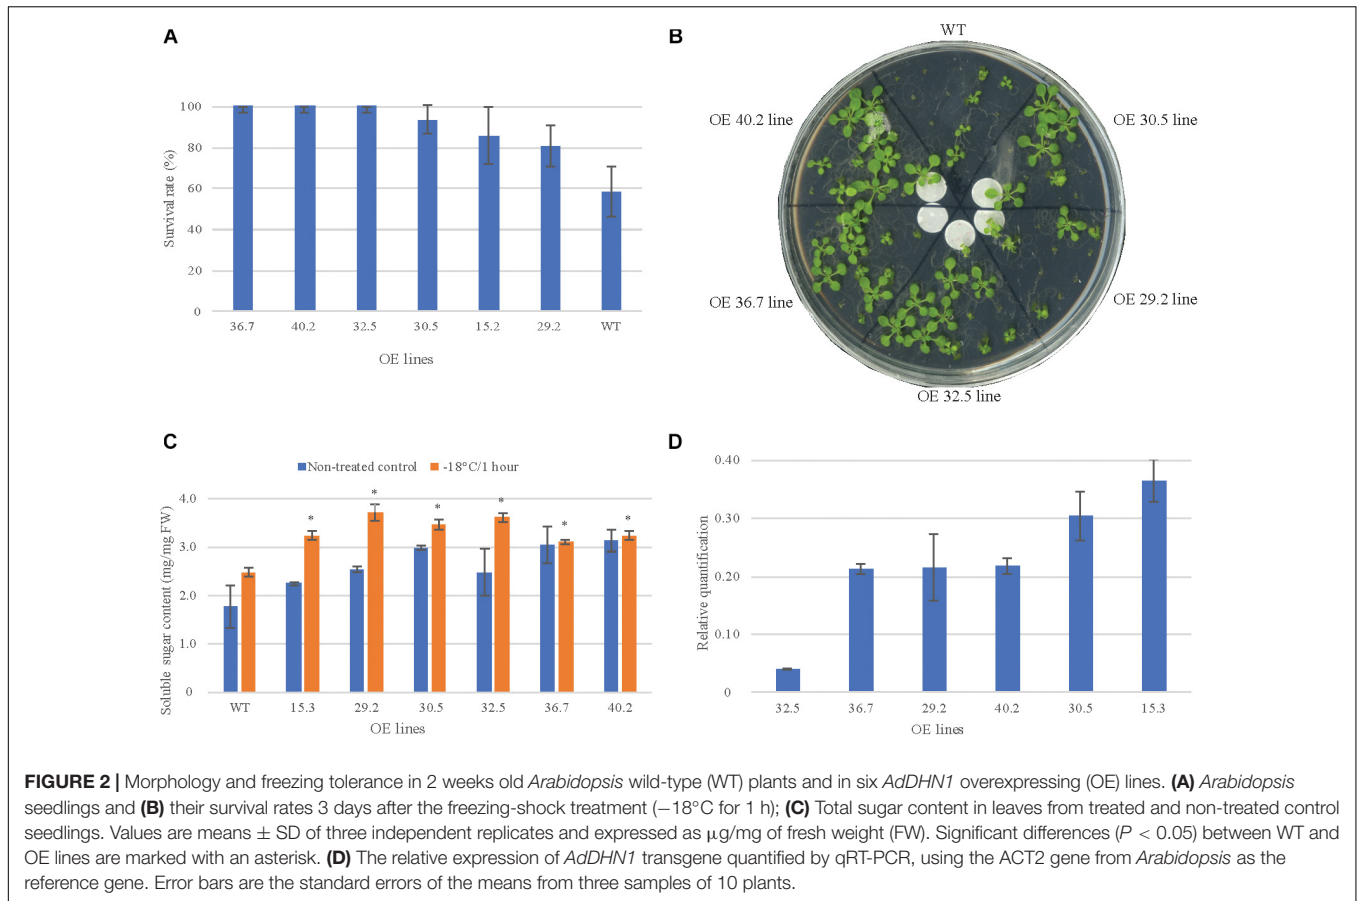 A
100
80
60
40
20
0
Survival rate (%)
36.7 40.2 32.5 30.5 15.2 29.2 WT
OE lines
B
WT
OE 40.2 line
OE 30.5 line
OE 36.7 line
OE 29.2 line
OE 32.5 line
C
Non-treated control -18°C/1 hour
4.0
3.0
2.0
1.0
0
Soluble sugar content (mg/mg FW)
* * * * * *
WT 15.3 29.2 30.5 32.5 36.7 40.2
OE lines
D
0.40
0.30
0.20
0.10
0
Relative quantification
32.5 36.7 29.2 40.2 30.5 15.3
OE lines
FIGURE 2 | Morphology and freezing tolerance in 2 weeks old Arabidopsis wild-type (WT) plants and in six AdDHN1 overexpressing (OE) lines. (A) Arabidopsis
seedlings and (B) their survival rates 3 days after the freezing-shock treatment (−18°C for 1 h); (C) Total sugar content in leaves from treated and non-treated control
seedlings. Values are means ± SD of three independent replicates and expressed as μg/mg of fresh weight (FW). Significant differences (P < 0.05) between WT and
OE lines are marked with an asterisk. (D) The relative expression of AdDHN1 transgene quantified by qRT-PCR, using the ACT2 gene from Arabidopsis as the
reference gene. Error bars are the standard errors of the means from three samples of 10 plants.